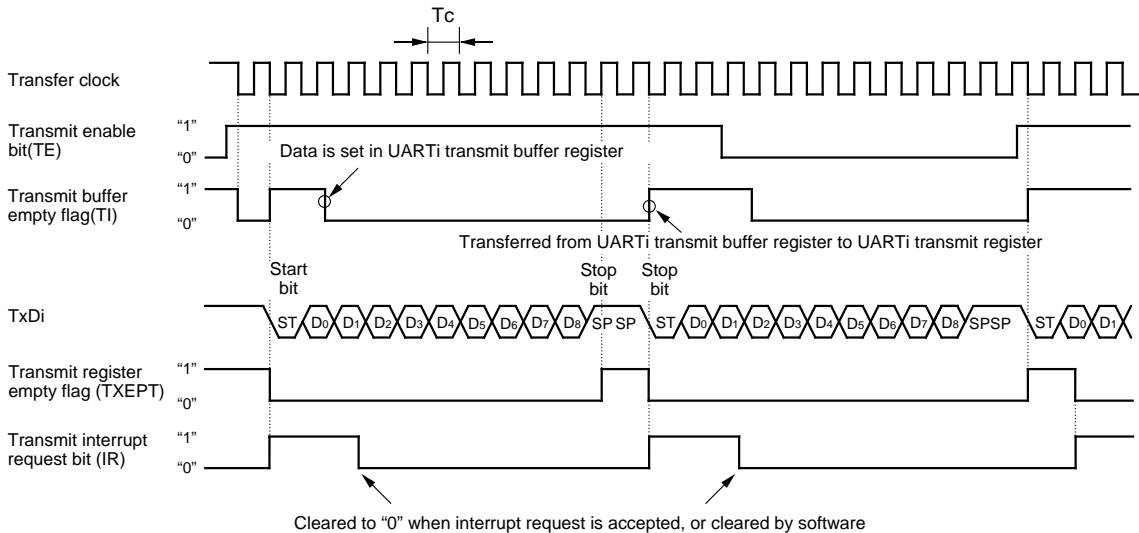 Tc
Transfer clock
Transmit enable
bit(TE)
“1”
“0”
Data is set in UARTi transmit buffer register
Transmit buffer
empty flag(TI)
“1”
“0”
Transferred from UARTi transmit buffer register to UARTi transmit register
Start
bit
Stop
bit
Stop
bit
TxDi
ST D0 D1 D2 D3 D4 D5 D6 D7 D8 SP SP ST D0 D1 D2 D3 D4 D5 D6 D7 D8 SPSP ST D0 D1
Transmit register
empty flag (TXEPT)
“1”
“0”
Transmit interrupt
request bit (IR)
“1”
“0”
Cleared to “0” when interrupt request is accepted, or cleared by software